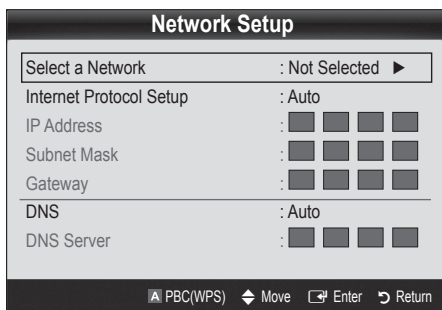 Network Setup
Select a Network : Not Selected ►
Internet Protocol Setup : Auto
IP Address :
Subnet Mask :
Gateway :
DNS : Auto
DNS Server :
A PBC(WPS) Move Enter Return